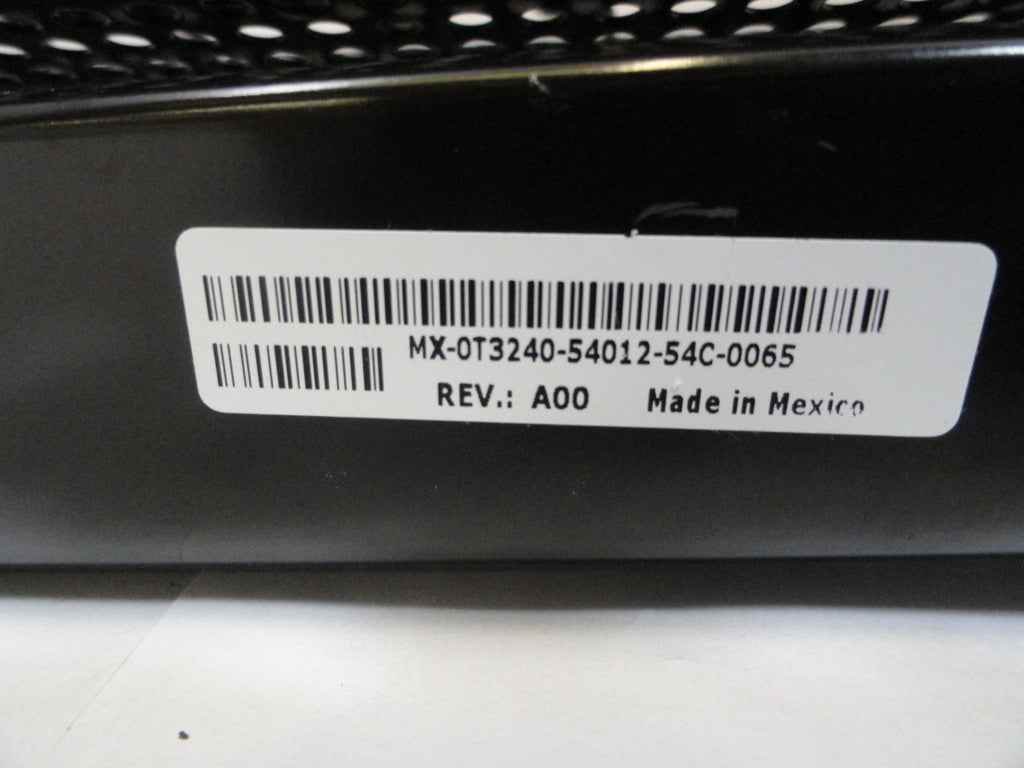 MX-0T3240-54012-54C-0065
REV.: A00 Made in Mexico